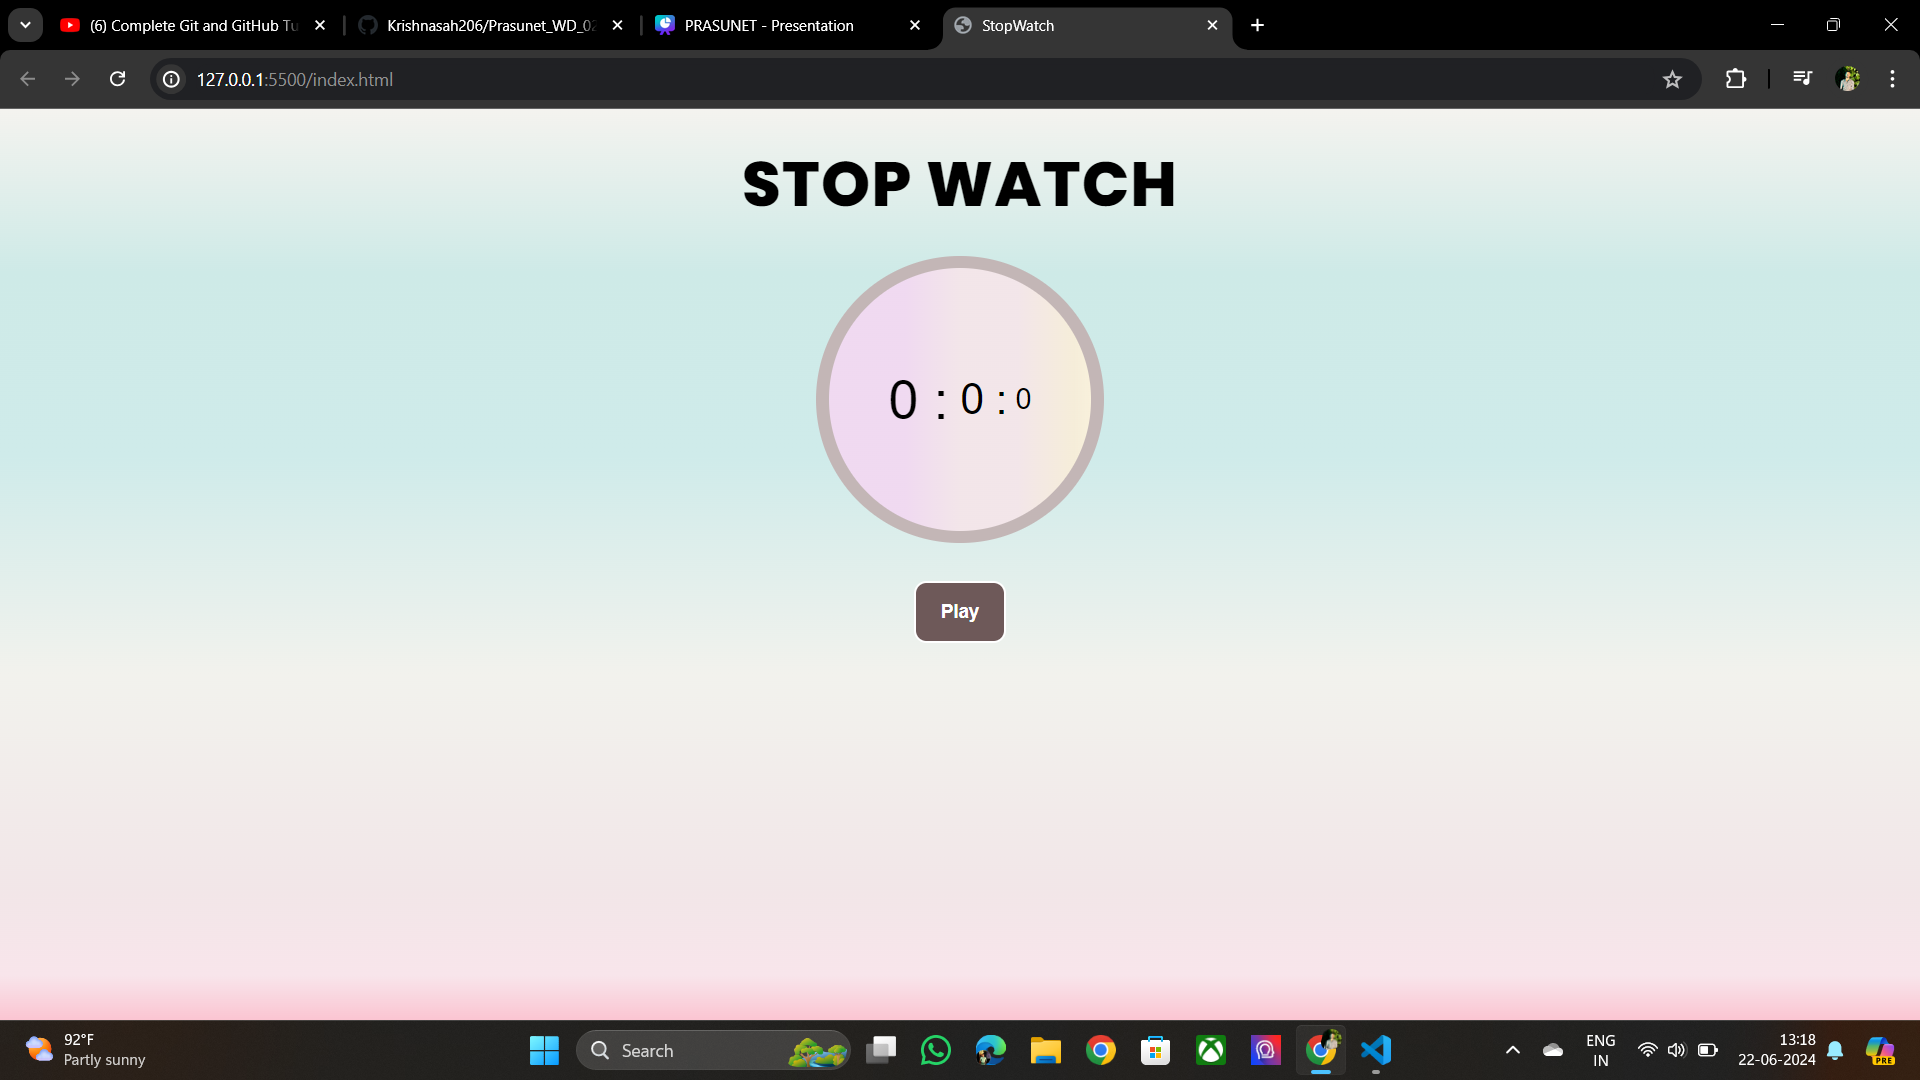 (6) Complete Git and GitHub Tu
Krishnasah206/Prasunet_WD_02
PRASUNET - Presentation
StopWatch
127.0.0.1:5500/index.html
STOP WATCH
0 : 0 : 0
Play
92°F
Partly sunny
Search
PRE
ENG
IN
13:18
22-06-2024